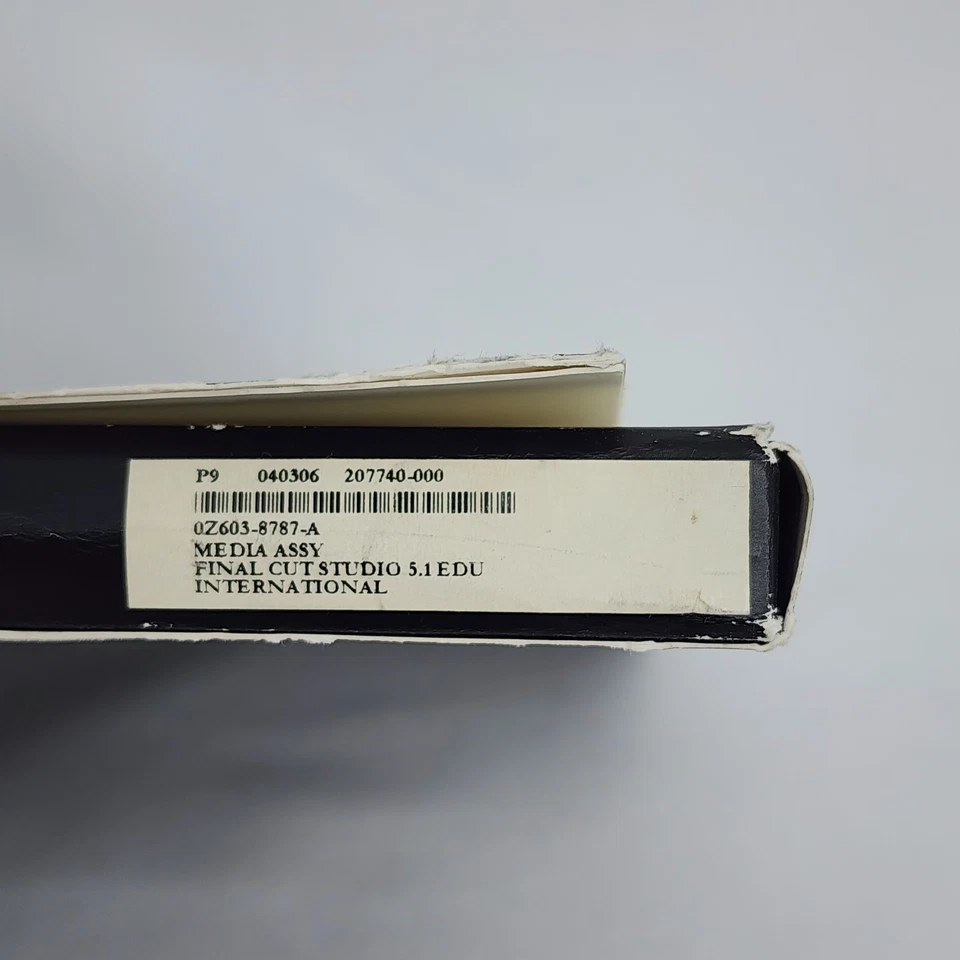 P9 040306 207740-000
0Z603-8787-A
MEDIA ASSY
FINAL CUT STUDIO 5.1 EDU
INTERNATIONAL